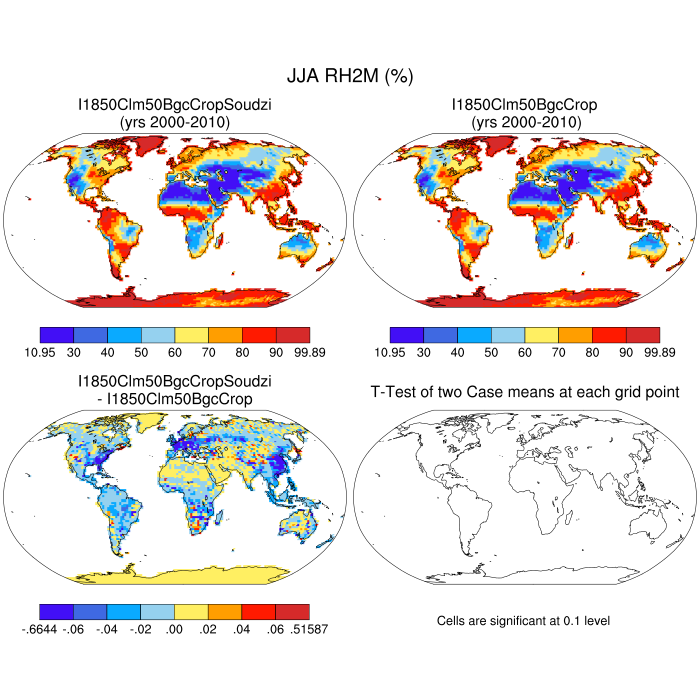 JJA RH2M (%)
I1850Clm50BgcCropSoudzi
(yrs 2000-2010)
I1850Clm50BgcCrop
(yrs 2000-2010)
10.95 30 40 50 60 70 80 90 99.89
10.95 30 40 50 60 70 80 90 99.89
I1850Clm50BgcCropSoudzi
- I1850Clm50BgcCrop
T-Test of two Case means at each grid point
-.6644 -.06 -.04 -.02 .00 .02 .04 .06 .51587
Cells are significant at 0.1 level